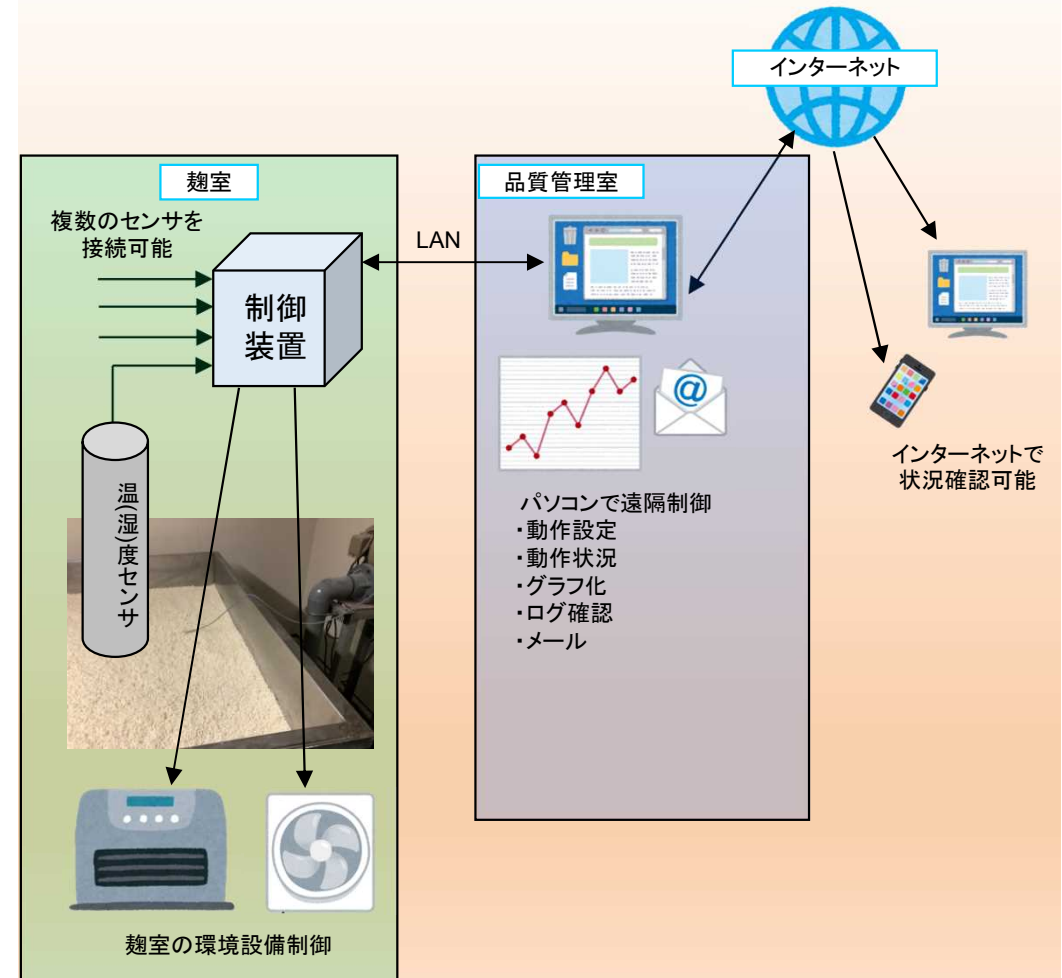 インターネット
麹室
複数のセンサを
接続可能
制御
装置
温(湿)度センサ
麹室の環境設備制御
LAN
品質管理室
@
パソコンで遠隔制御
・動作設定
・動作状況
・グラフ化
・ログ確認
・メール
インターネットで
状況確認可能